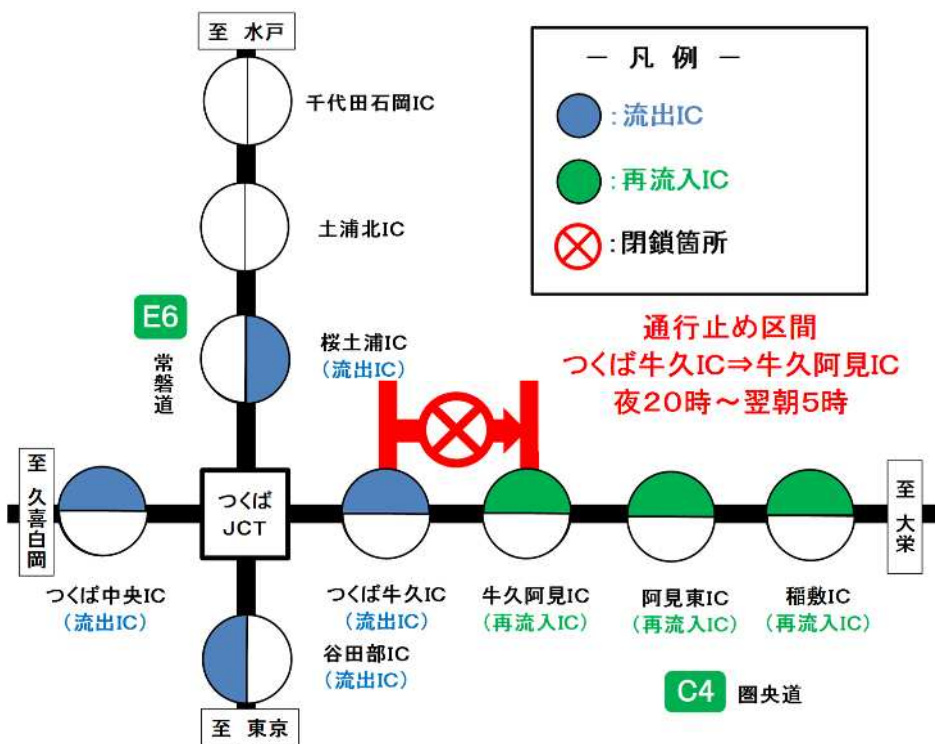 至 水戸
千代田石岡IC
土浦北IC
E6
常磐道
桜土浦IC
(流出IC)
― 凡 例 ―
:流出IC
:再流入IC
:閉鎖箇所
通行止め区間
つくば牛久IC⇒牛久阿見IC
夜20時～翌朝5時
至 久喜白岡
つくば
JCT
至 大栄
つくば中央IC
(流出IC)
つくば牛久IC
(流出IC)
牛久阿見IC
(再流入IC)
阿見東IC
(再流入IC)
稲敷IC
(再流入IC)
谷田部IC
(流出IC)
C4 圏央道
至 東京